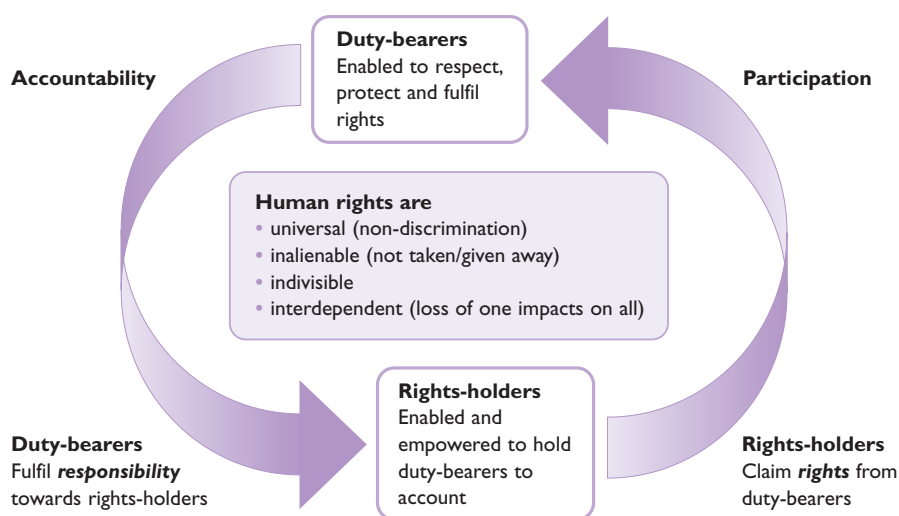 Duty-bearers
Enabled to respect,
protect and fulfil
rights
Accountability
Participation
Human rights are
• universal (non-discrimination)
• inalienable (not taken/given away)
• indivisible
• interdependent (loss of one impacts on all)
Rights-holders
Enabled and
empowered to hold
duty-bearers to
account
Duty-bearers
Fulfil responsibility
towards rights-holders
Rights-holders
Claim rights from
duty-bearers